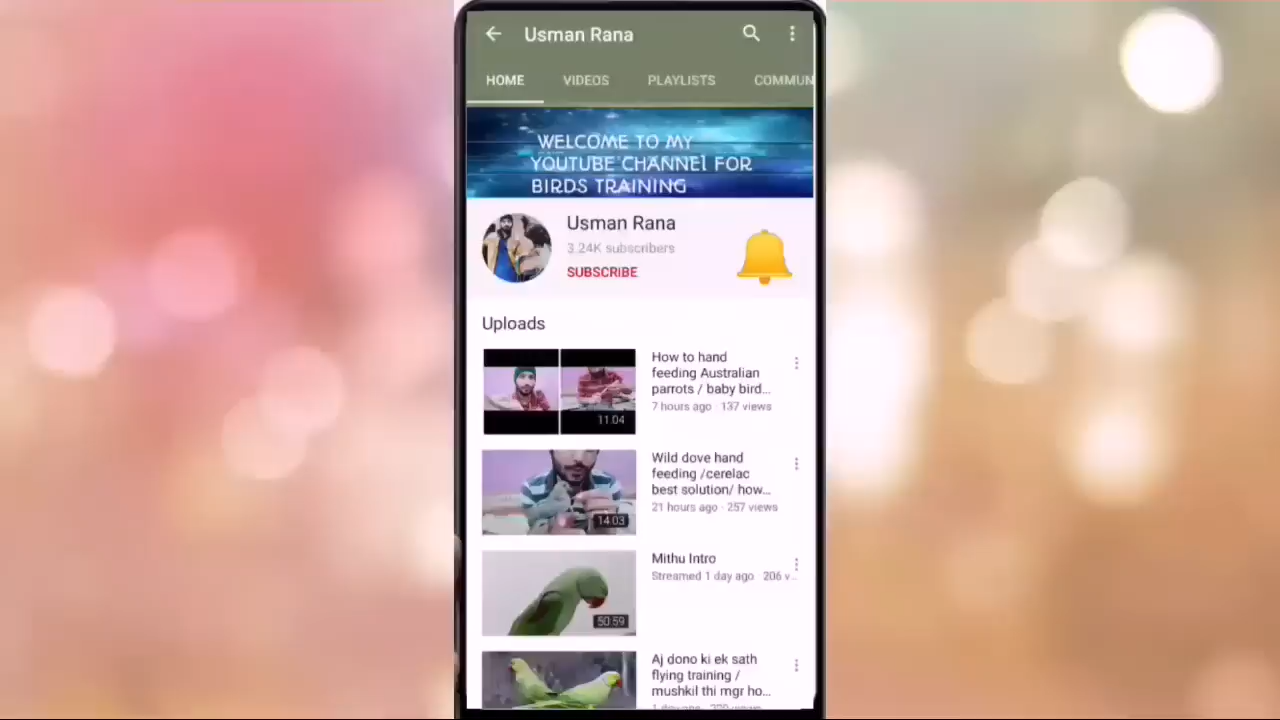 Usman Rana
HOME VIDEOS PLAYLISTS COMMUN
WELCOME TO MY
YOUTUBE CHANNEl FOR
BIRDS TRAINING
Usman Rana
3.24K subscribers
SUBSCRIBE
Uploads
How to hand
feeding Australian
parrots / baby bird...
7 hours ago · 137 views
11:04
Wild dove hand
feeding /cerelac
best solution/ how...
21 hours ago · 257 views
14:03
Mithu Intro
Streamed 1 day ago · 206 v...
50:59
Aj dono ki ek sath
flying training /
mushkil thi mgr ho...